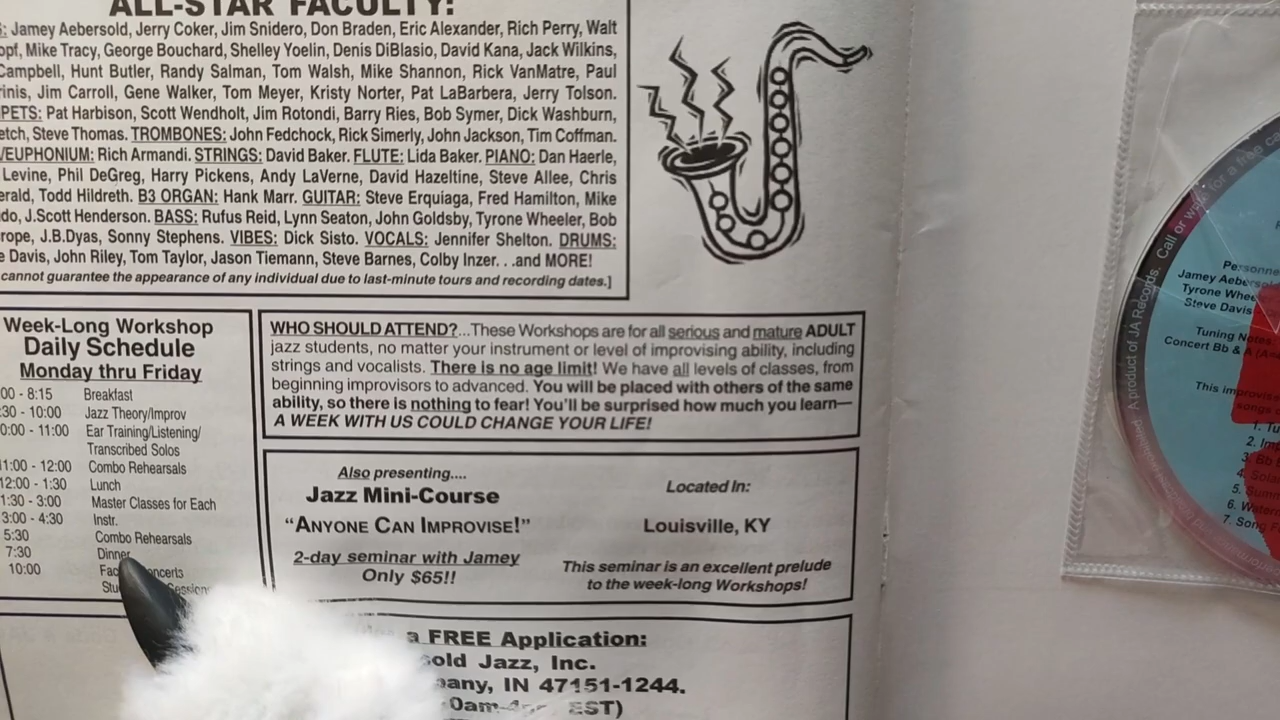 ALL-STAR FACULTY:
Jamey Aebersold, Jerry Coker, Jim Snidero, Don Braden, Eric Alexander, Rich Perry, Walt
opf, Mike Tracy, George Bouchard, Shelley Yoelin, Denis DiBlasio, David Kana, Jack Wilkins,
Campbell, Hunt Butler, Randy Salman, Tom Walsh, Mike Shannon, Rick VanMatre, Paul
rinis, Jim Carroll, Gene Walker, Tom Meyer, Kristy Norter, Pat LaBarbera, Jerry Tolson.
PETS: Pat Harbison, Scott Wendholt, Jim Rotondi, Barry Ries, Bob Symer, Dick Washburn,
etch, Steve Thomas. TROMBONES: John Fedchock, Rick Simerly, John Jackson, Tim Coffman.
/EUPHONIUM: Rich Armandi. STRINGS: David Baker. FLUTE: Lida Baker. PIANO: Dan Haerle,
Levine, Phil DeGreg, Harry Pickens, Andy LaVerne, David Hazeltine, Steve Allee, Chris
erald, Todd Hildreth. B3 ORGAN: Hank Marr. GUITAR: Steve Erquiaga, Fred Hamilton, Mike
do, J.Scott Henderson. BASS: Rufus Reid, Lynn Seaton, John Goldsby, Tyrone Wheeler, Bob
rope, J.B.Dyas, Sonny Stephens. VIBES: Dick Sisto. VOCALS: Jennifer Shelton. DRUMS:
e Davis, John Riley, Tom Taylor, Jason Tiemann, Steve Barnes, Colby Inzer. . .and MORE!
cannot guarantee the appearance of any individual due to last-minute tours and recording dates.]
Week-Long Workshop
Daily Schedule
Monday thru Friday
00 - 8:15 Breakfast
:30 - 10:00 Jazz Theory/Improv
0:00 - 11:00 Ear Training/Listening/
Transcribed Solos
11:00 - 12:00 Combo Rehearsals
12:00 - 1:30 Lunch
1:30 - 3:00 Master Classes for Each
3:00 - 4:30 Instr.
5:30 Combo Rehearsals
7:30 Dinner
10:00
WHO SHOULD ATTEND?...These Workshops are for all serious and mature ADULT
jazz students, no matter your instrument or level of improvising ability, including
strings and vocalists. There is no age limit! We have all levels of classes, from
beginning improvisors to advanced. You will be placed with others of the same
ability, so there is nothing to fear! You'll be surprised how much you learn—
A WEEK WITH US COULD CHANGE YOUR LIFE!
Also presenting....
Jazz Mini-Course
"ANYONE CAN IMPROVISE!"
2-day seminar with Jamey
Only $65!!
Located In:
Louisville, KY
This seminar is an excellent prelude
to the week-long Workshops!
a FREE Application:
sold Jazz, Inc.
bany, IN 47151-1244.
EST)
A product of JA Records. Call or write for a free
Personne
Jamey Aebersol
Tyrone Whee
Steve Davis
Tuning Notes
Concert Bb & A
This improvis
songs
1. Tu
2. Imp
3. Bb
4.
5. Summ
6. Water
7. Song